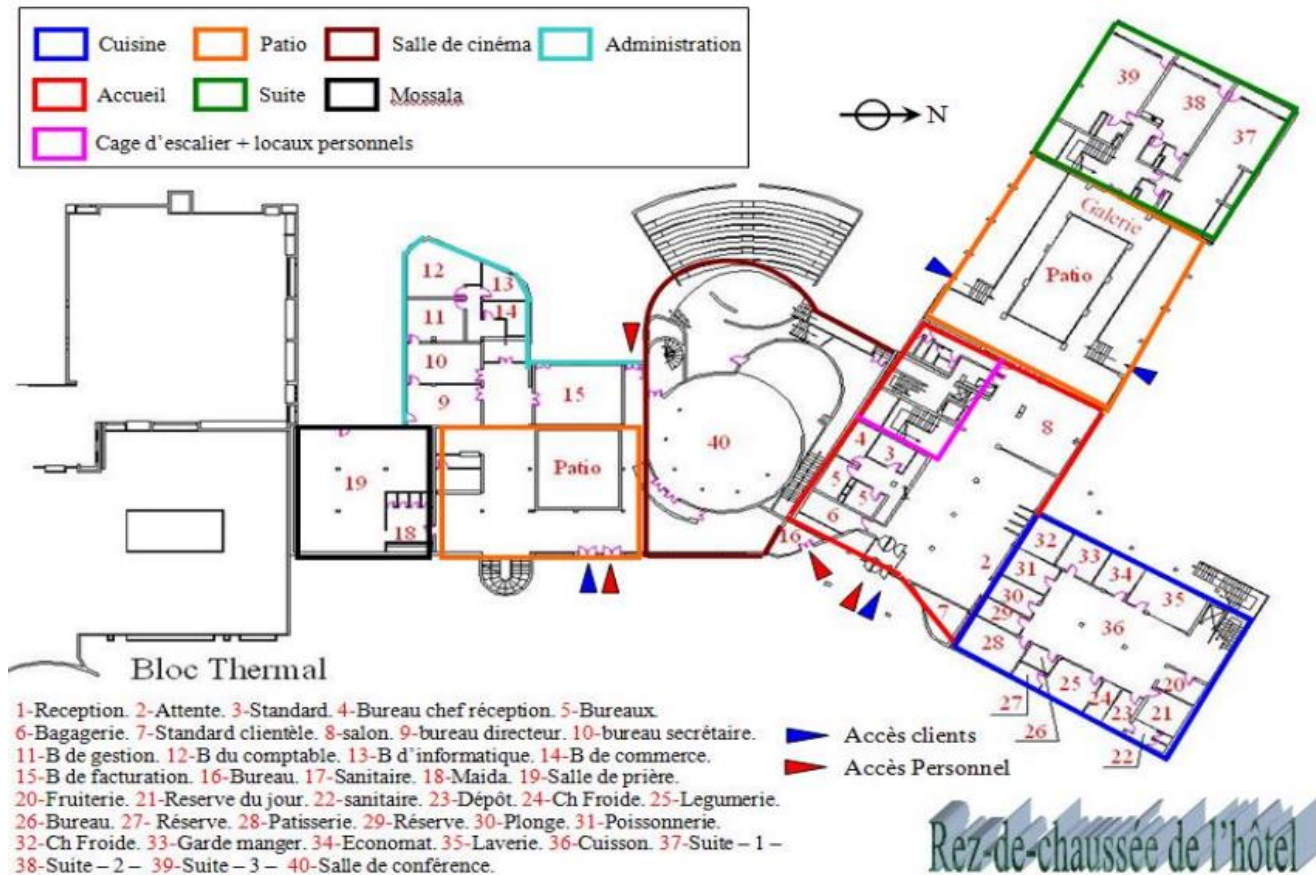 Cuisine Patio Salle de cinéma Administration
Accueil Suite Mossala
Cage d'escalier + locaux personnels
N
39
38
37
Galerie
Patio
12
13
11
14
10
9
15
8
4
3
5
5
6
40
Patio
19
18
16
2
7
32
33
34
35
31
30
29
28
36
27
26
25
24
23
20
21
22
Bloc Thermal
1-Reception. 2-Attente. 3-Standard. 4-Bureau chef réception. 5-Bureaux.
6-Bagagerie. 7-Standard clientèle. 8-salon. 9-bureau directeur. 10-bureau secrétaire.
11-B de gestion. 12-B du comptable. 13-B d'informatique. 14-B de commerce.
15-B de facturation. 16-Bureau. 17-Sanitaire. 18-Maida. 19-Salle de prière.
20-Fruiterie. 21-Reserve du jour. 22-sanitaire. 23-Dépôt. 24-Ch Froide. 25-Legumerie.
26-Bureau. 27- Réserve. 28-Patisserie. 29-Réserve. 30-Plonge. 31-Poissonnerie.
32-Ch Froide. 33-Garde manger. 34-Economat. 35-Laverie. 36-Cuisson. 37-Suite – 1 –
38-Suite – 2 – 39-Suite – 3 – 40-Salle de conférence.
Accès clients
Accès Personnel
Rez-de-chaussée de l'hôtel